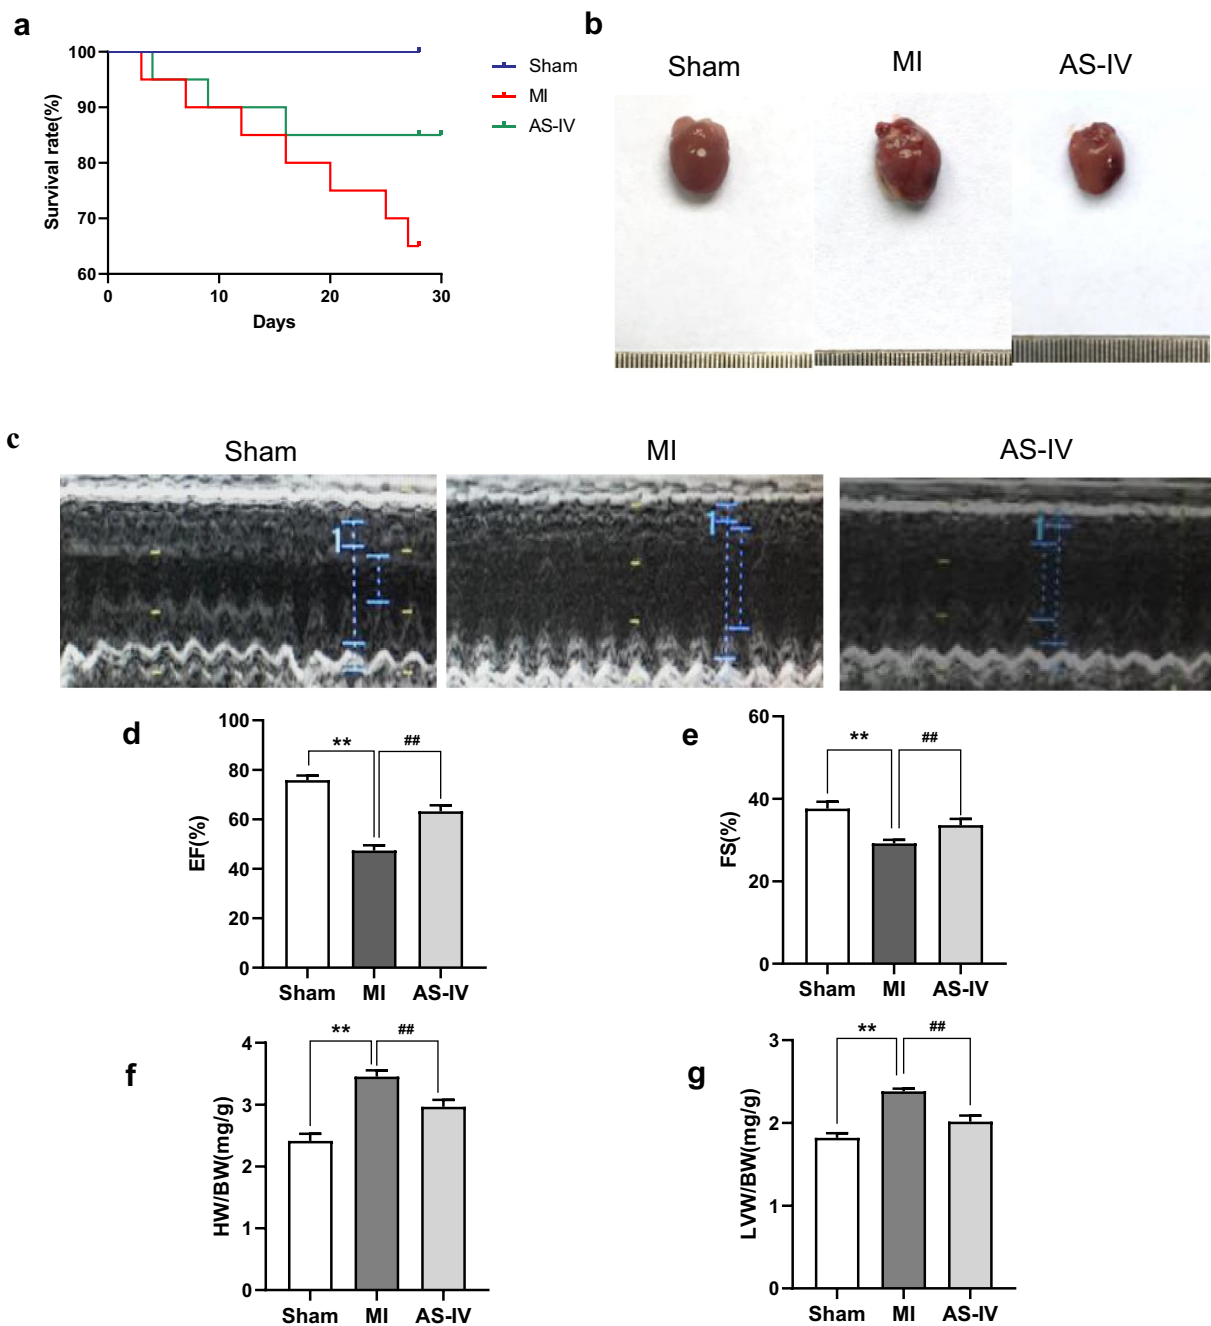 a
100
90
80
70
60
Survival rate(%)
0
10
20
30
Days
Sham
MI
AS-IV
b
Sham
MI
AS-IV
c
Sham
MI
AS-IV
1
1
1
d
100
80
60
40
20
0
EF(%)
**
##
Sham
MI
AS-IV
e
60
40
20
0
FS(%)
**
##
Sham
MI
AS-IV
f
4
3
2
1
0
HW/BW(mg/g)
**
##
Sham
MI
AS-IV
g
3
2
1
0
LVW/BW(mg/g)
**
##
Sham
MI
AS-IV